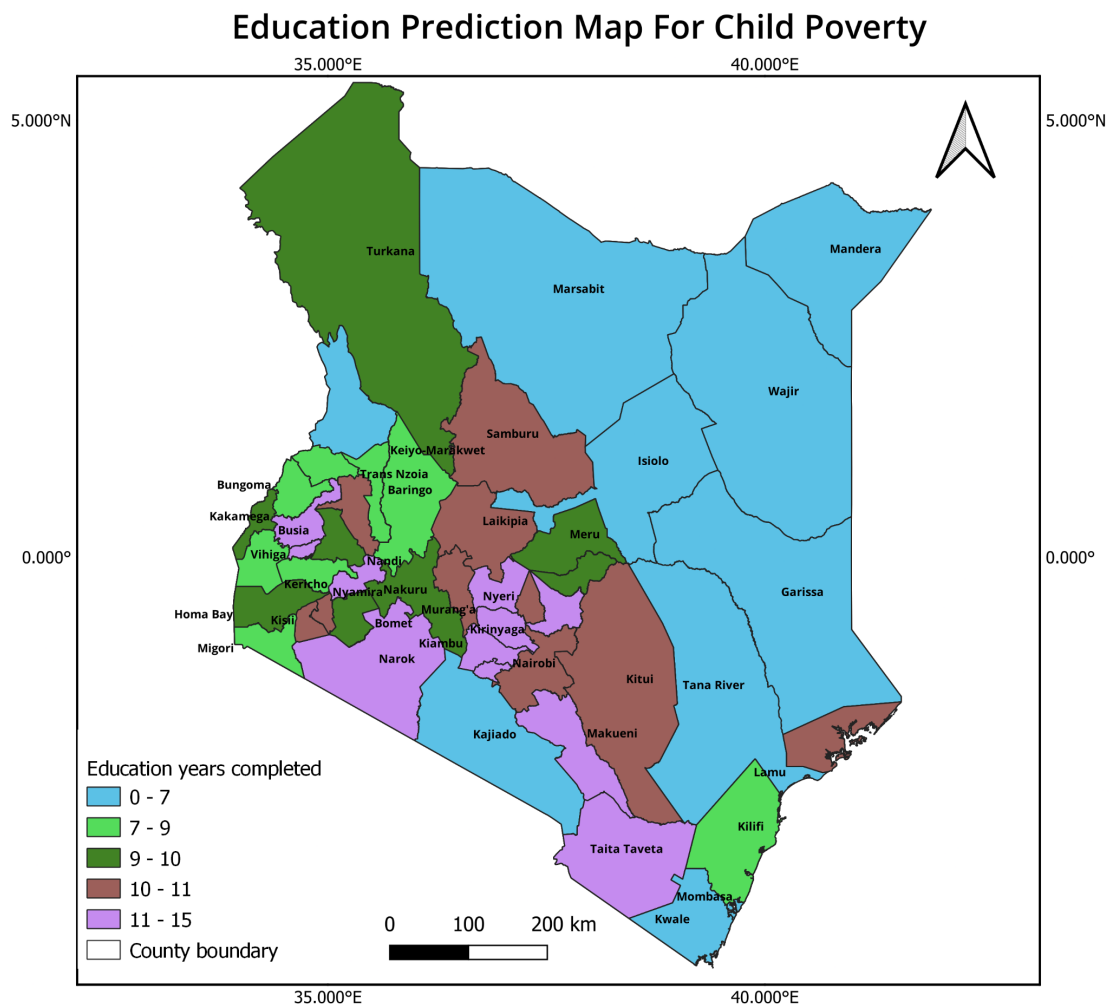 Education Prediction Map For Child Poverty
35.000°E 40.000°E
5.000°N 5.000°N
Mandera
Turkana
Marsabit
Wajir
Samburu
Keiyo-Marakwet
Isiolo
Trans Nzoia
Bungoma
Baringo
Kakamega
Laikipia
Busia
Meru
Vihiga
0.000° 0.000°
Nandi
Kericho
Nyamira
Nakuru
Garissa
Nyeri
Homa Bay
Murang'a
Kisii
Bomet
Kirinyaga
Kiambu
Migori
Narok
Nairobi
Kitui
Tana River
Kajiado
Makueni
Lamu
Kilifi
Taita Taveta
Mombasa
Kwale
Education years completed
0 - 7
7 - 9
9 - 10
10 - 11
11 - 15
County boundary
0 100 200 km
35.000°E 40.000°E